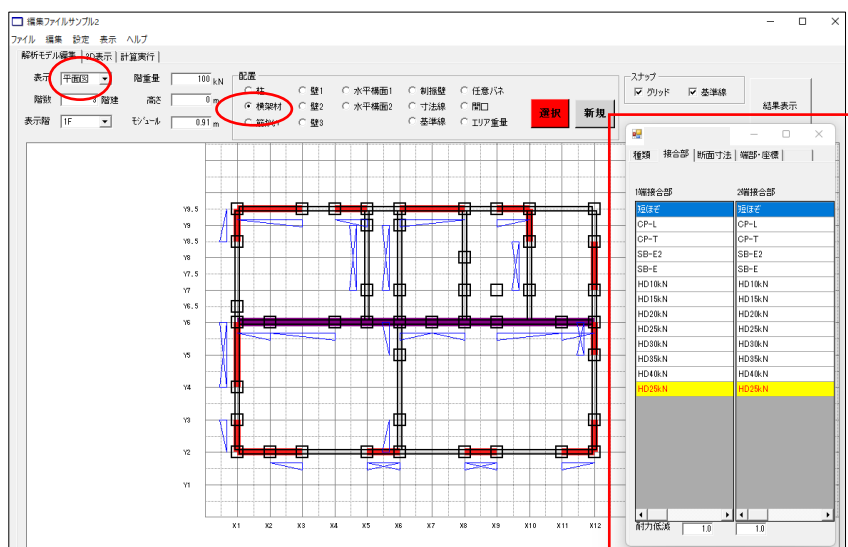 編集ファイルサンプル2
ファイル 編集 設定 表示 ヘルプ
解析モデル編集 3D表示 計算実行
表示 平面図 階重量 100 kN
階数 階建 高さ 0 m
表示階 1F モジュール 0.91 m
配置
柱 壁1 水平構面1 制振壁 任意バネ
横架材 壁2 水平構面2 寸法線 開口
筋かい 壁3 基準線 エリア重量
選択 新規
スナップ
グリッド 基準線
結果表示
種類 接合部 断面寸法 端部・座標
1端接合部 2端接合部
短ほぞ 短ほぞ
CP-L CP-L
CP-T CP-T
SB-E2 SB-E2
SB-E SB-E
HD10kN HD10kN
HD15kN HD15kN
HD20kN HD20kN
HD25kN HD25kN
HD30kN HD30kN
HD35kN HD35kN
HD40kN HD40kN
HD25kN HD25kN
耐力低減 1.0 1.0
Y9.5
Y9
Y8.5
Y8
Y7.5
Y7
Y6.5
Y6
Y5
Y4
Y3
Y2
Y1
X1 X2 X3 X4 X5 X6 X7 X8 X9 X10 X11 X12